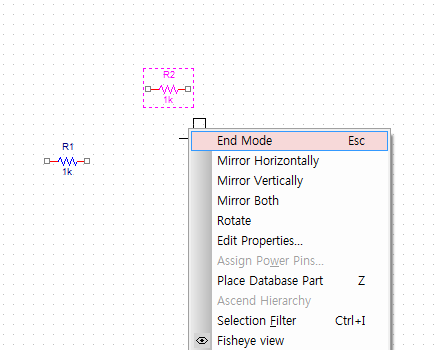 R2
1k
R1
1k
End Mode Esc
Mirror Horizontally
Mirror Vertically
Mirror Both
Rotate
Edit Properties...
Assign Power Pins...
Place Database Part Z
Ascend Hierarchy
Selection Filter Ctrl+I
Fisheye view